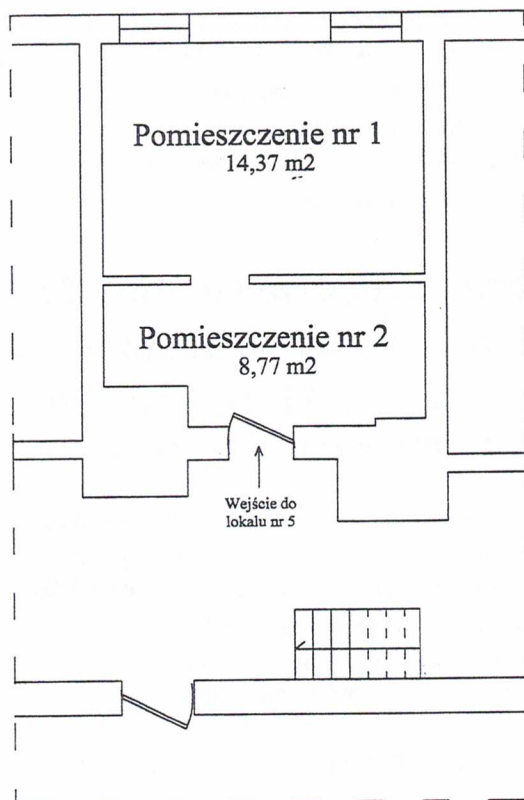 Pomieszczenie nr 1
14,37 m2
Pomieszczenie nr 2
8,77 m2
Wejście do
lokalu nr 5